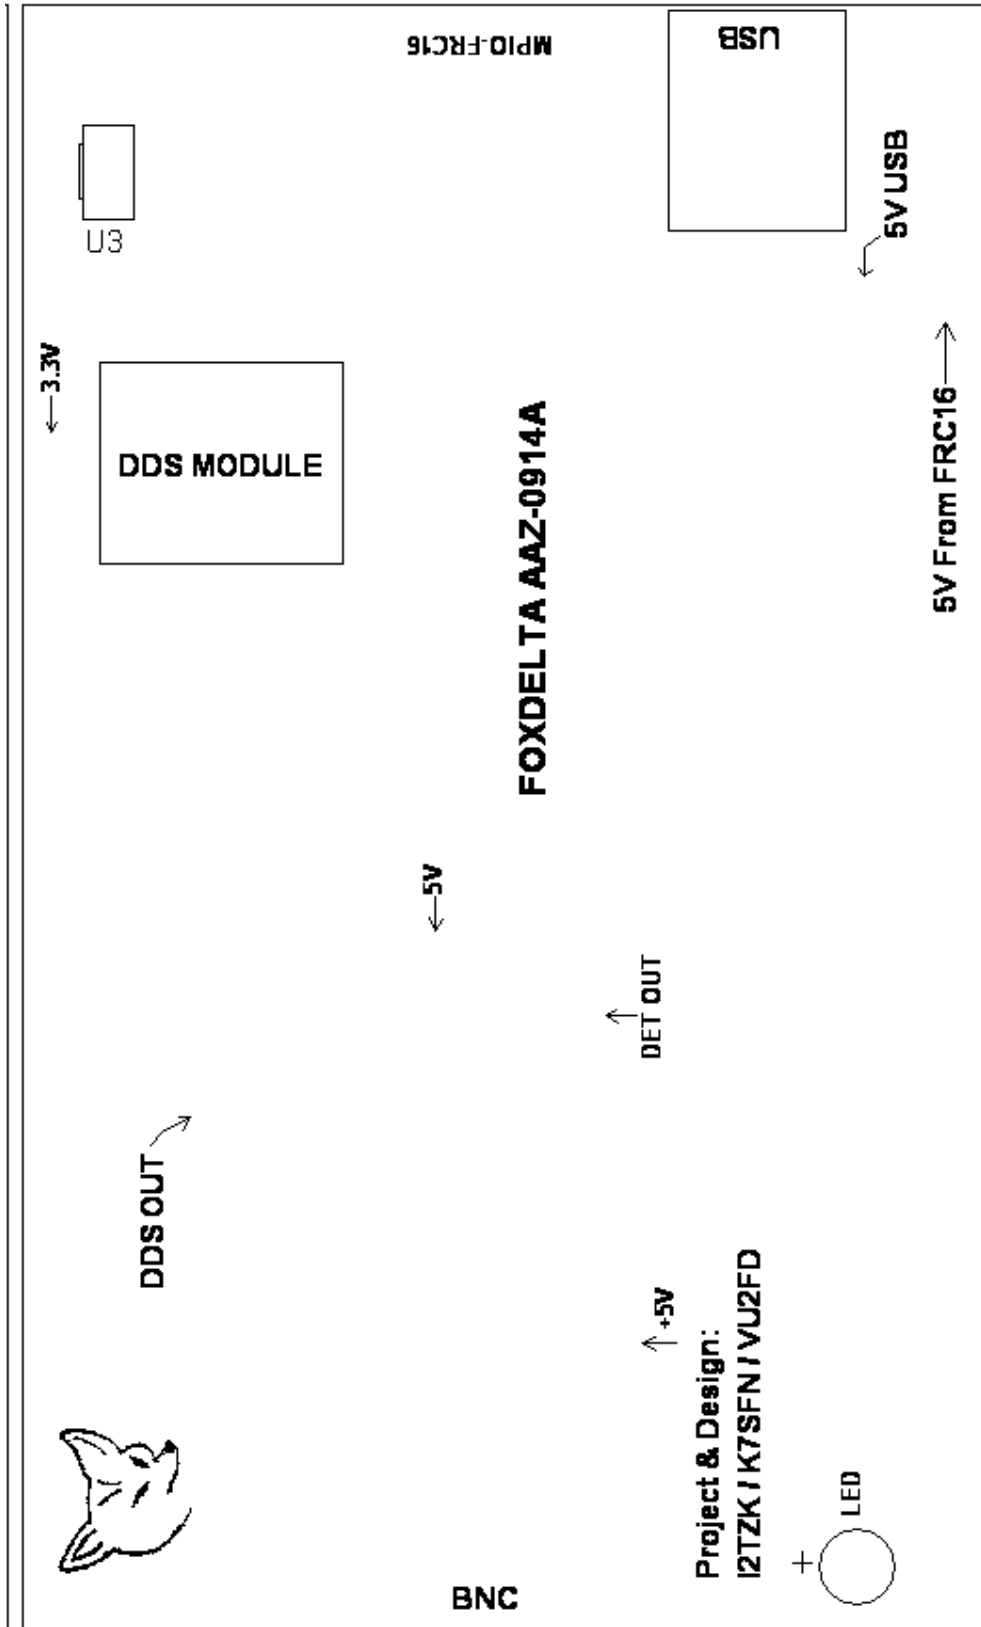 MPIO-FRC16
USB
5V USB
U3
3.3V
DDS MODULE
FOXDELTA AAZ-0914A
5V From FRC16
5V
DET OUT
DDS OUT
+5V
Project & Design:
I2TZK / K7SFN / VU2FD
+
LED
BNC